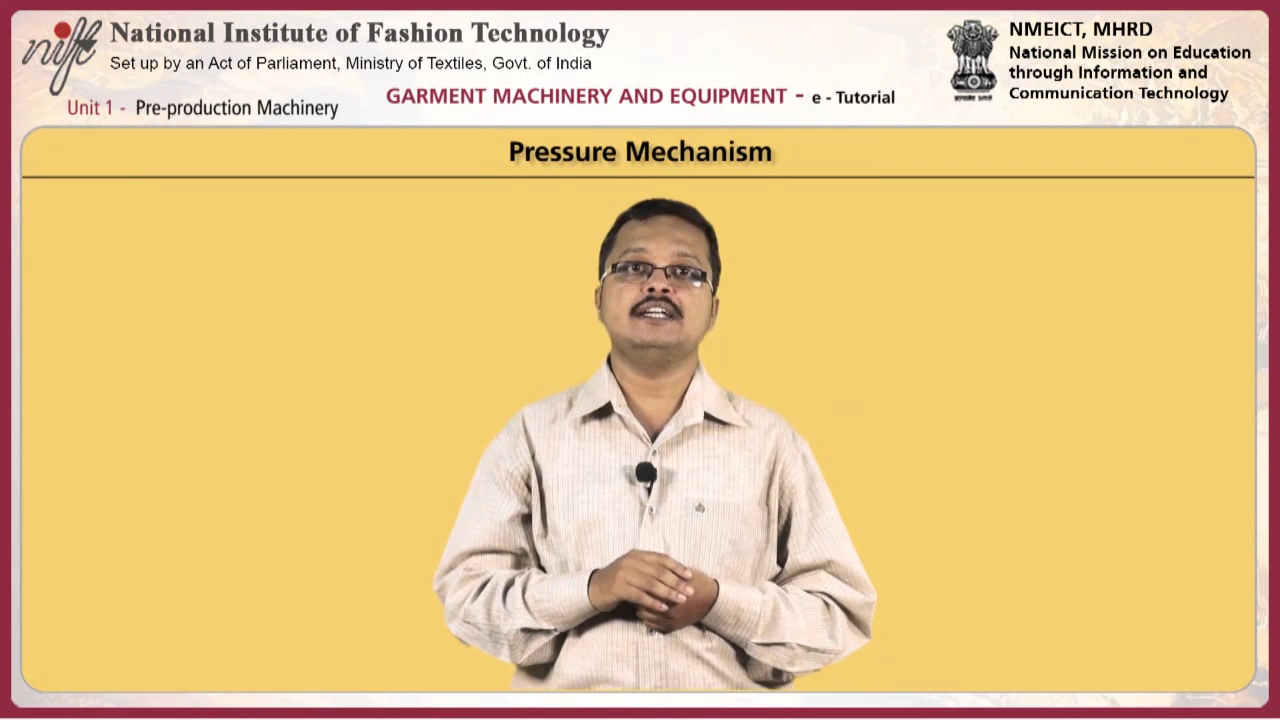 nift
National Institute of Fashion Technology
Set up by an Act of Parliament, Ministry of Textiles, Govt. of India
Unit 1 - Pre-production Machinery
GARMENT MACHINERY AND EQUIPMENT - e - Tutorial
NMEICT, MHRD
National Mission on Education
through Information and
Communication Technology
Pressure Mechanism